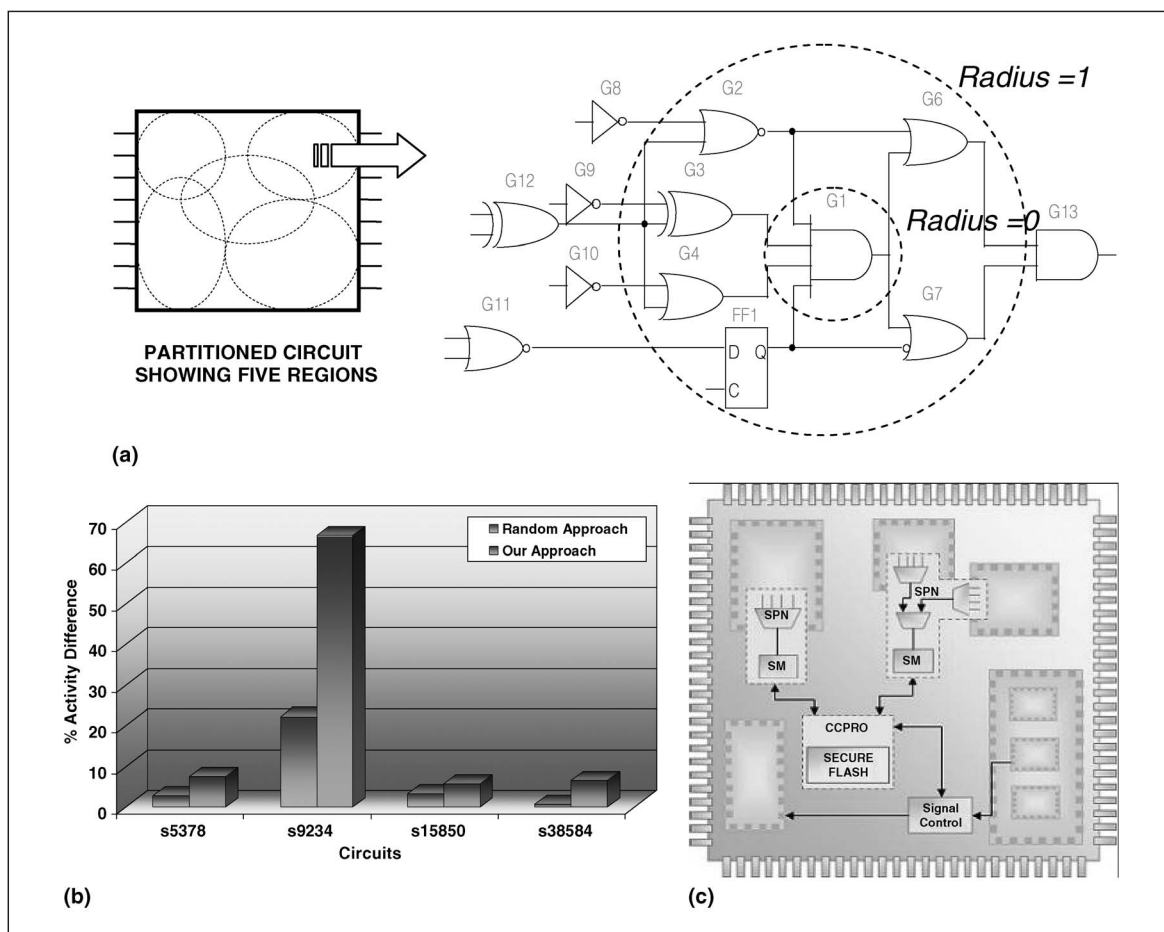 Radius =1
G8
G2
G6
G12
G9
G3
G1
G13
Radius =0
G10
G4
G11
FF1
G7
D Q
C
PARTITIONED CIRCUIT
SHOWING FIVE REGIONS
(a)
70
60
50
40
30
20
10
0
% Activity Difference
Random Approach
Our Approach
s5378
s9234
s15850
s38584
Circuits
(b)
SPN
SM
SPN
SM
CCPRO
SECURE
FLASH
Signal
Control
(c)